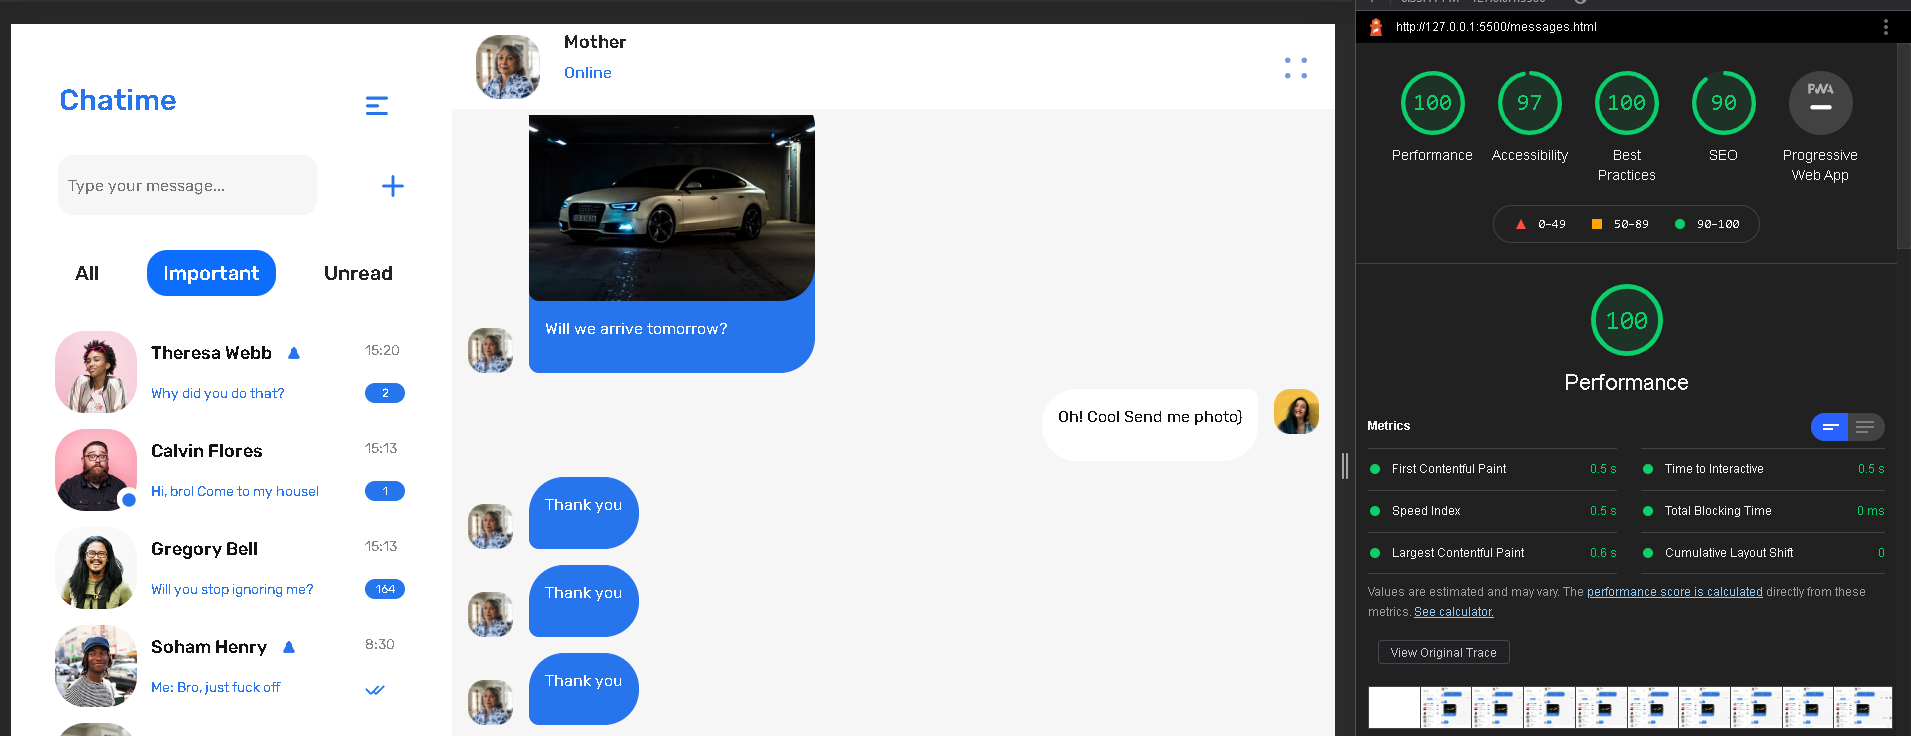 Chatime
Type your message...
All
Important
Unread
Theresa Webb
15:20
Why did you do that?
2
Calvin Flores
15:13
Hi, bro! Come to my house!
1
Gregory Bell
15:13
Will you stop ignoring me?
164
Soham Henry
8:30
Me: Bro, just fuck off
Mother
Online
Will we arrive tomorrow?
Oh! Cool Send me photo)
Thank you
Thank you
Thank you
http://127.0.0.1:5500/messages.html
100
97
100
90
PWA
Performance
Accessibility
Best
Practices
SEO
Progressive
Web App
0–49
50–89
90–100
100
Performance
Metrics
First Contentful Paint
0.5 s
Time to Interactive
0.5 s
Speed Index
0.5 s
Total Blocking Time
0 ms
Largest Contentful Paint
0.6 s
Cumulative Layout Shift
0
Values are estimated and may vary. The performance score is calculated directly from these
metrics. See calculator.
View Original Trace